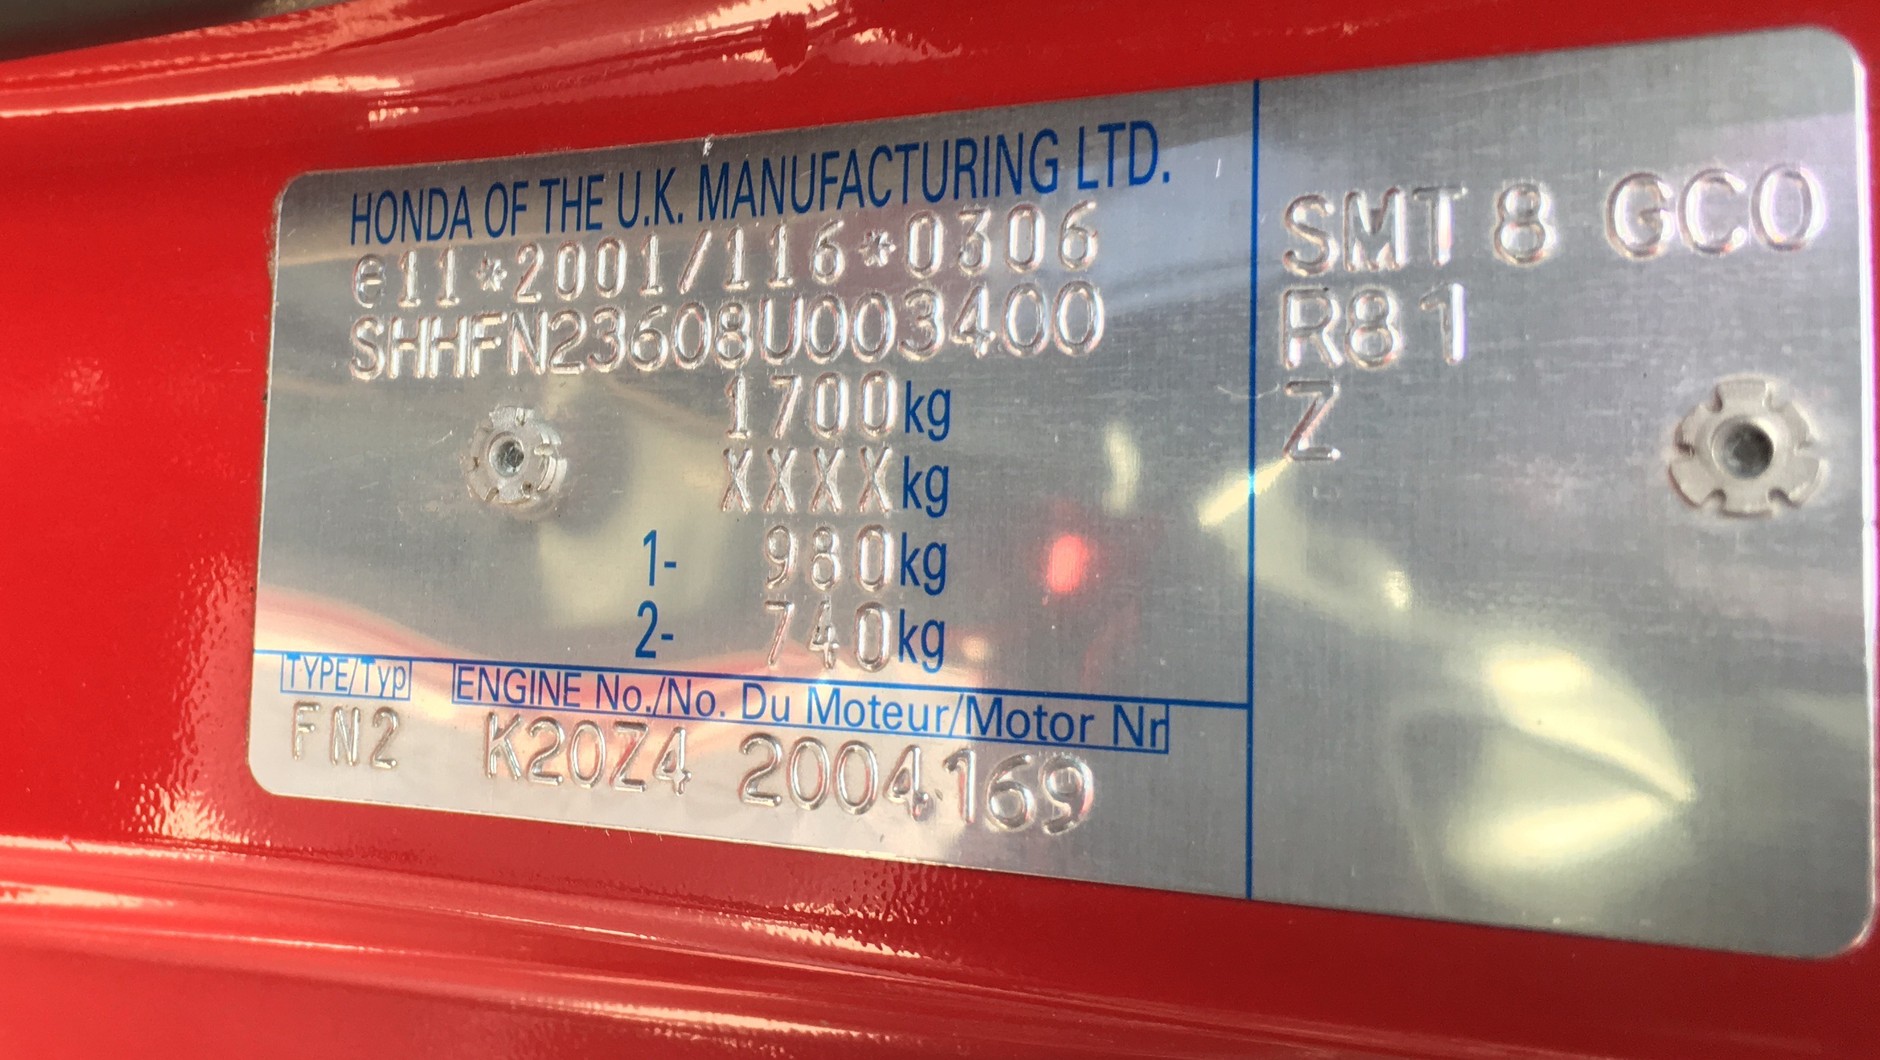 HONDA OF THE U.K. MANUFACTURING LTD.
e11*2001/116*0306
SHHFN23608U003400
1700kg
XXXXkg
1- 980kg
2- 740kg
TYPE/Typ ENGINE No./No. Du Moteur/Motor Nr
FN2 K20Z4 2004169
SMT 8 GCO
R81
Z